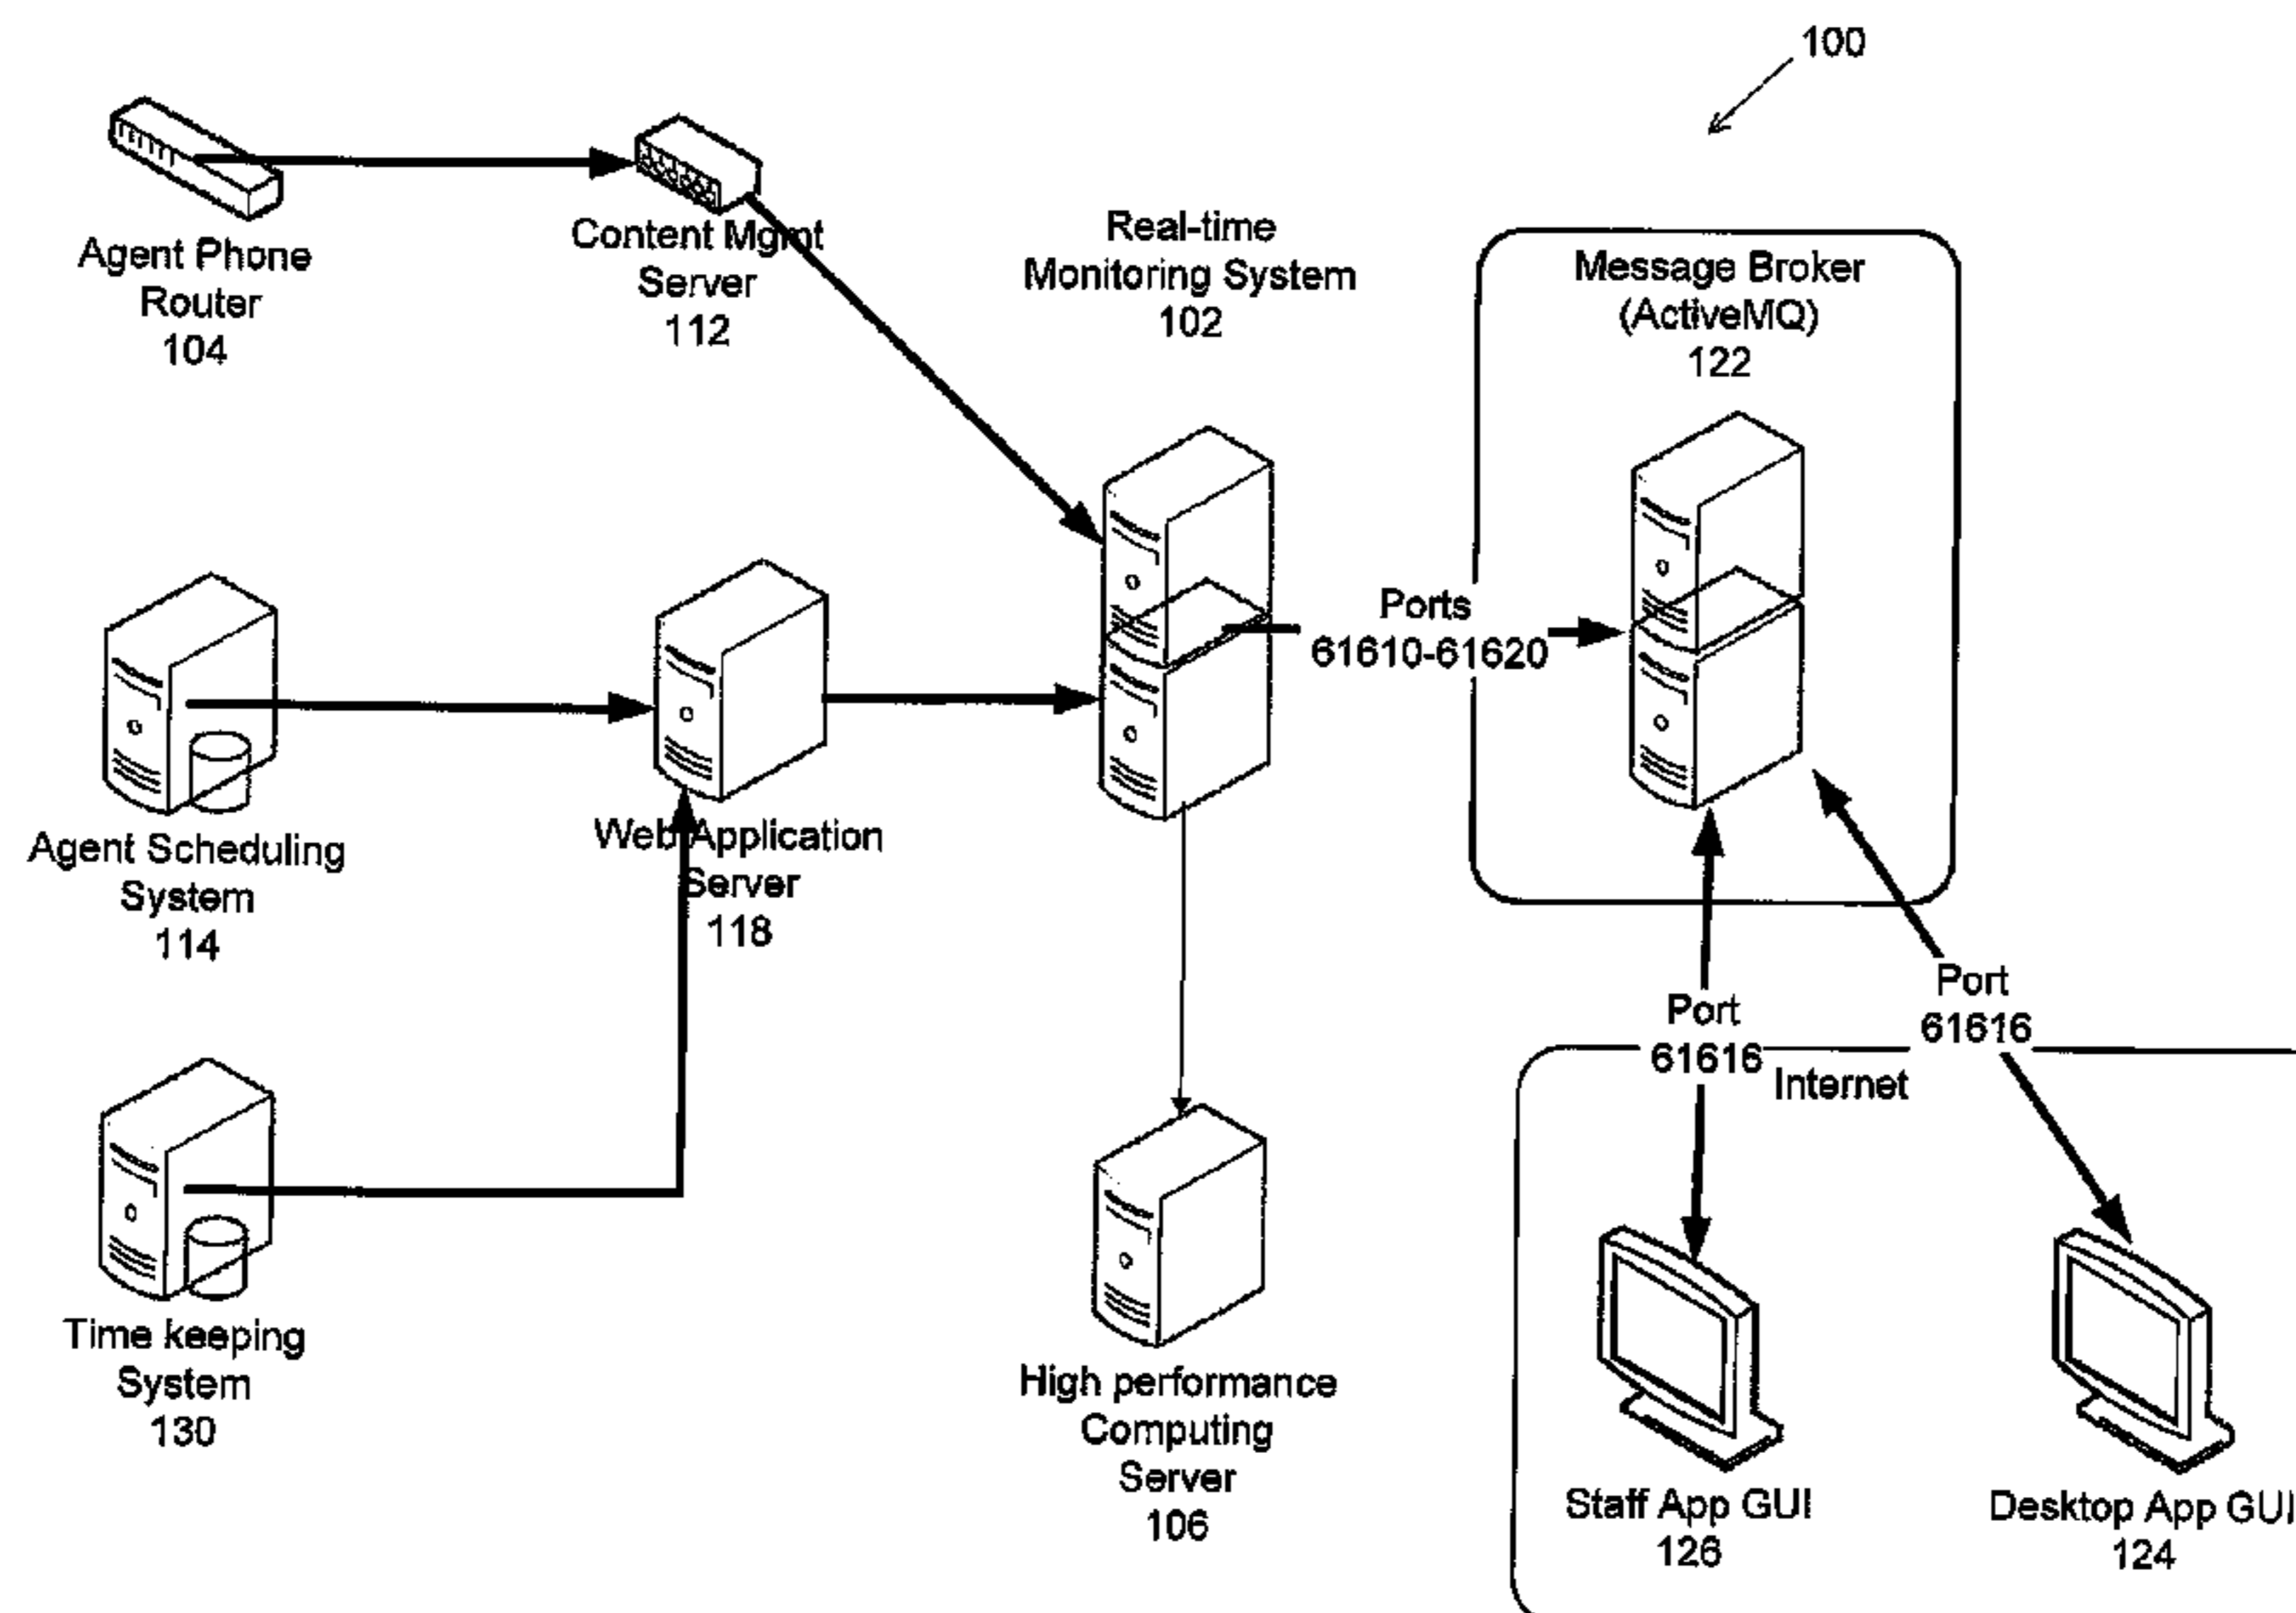 100
Agent Phone
Router
104
Content Mgmt
Server
112
Real-time
Monitoring System
102
Message Broker
(ActiveMQ)
122
Ports
61610-61620
Agent Scheduling
System
114
Web Application
Server
118
Port
61616
Port
61616
Internet
Time keeping
System
130
High performance
Computing
Server
106
Staff App GUI
126
Desktop App GUI
124